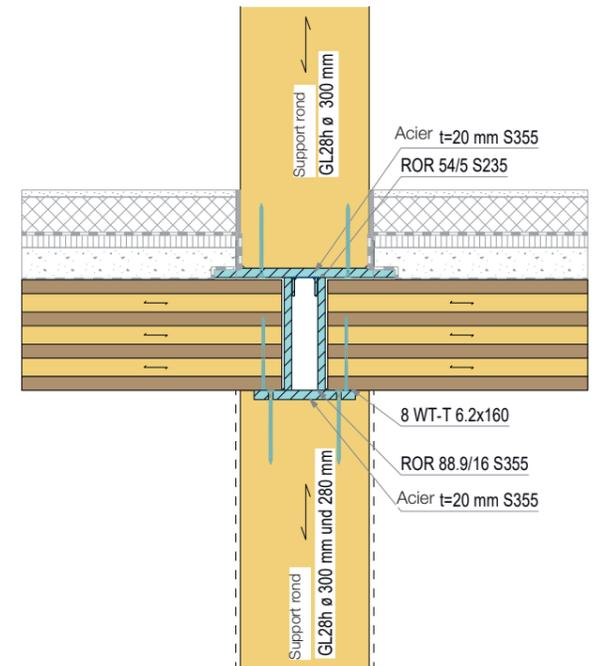 Support rond
GL28h ø 300 mm
Acier t=20 mm S355
ROR 54/5 S235
8 WT-T 6.2x160
ROR 88.9/16 S355
Acier t=20 mm S355
Support rond
GL28h ø 300 mm und 280 mm